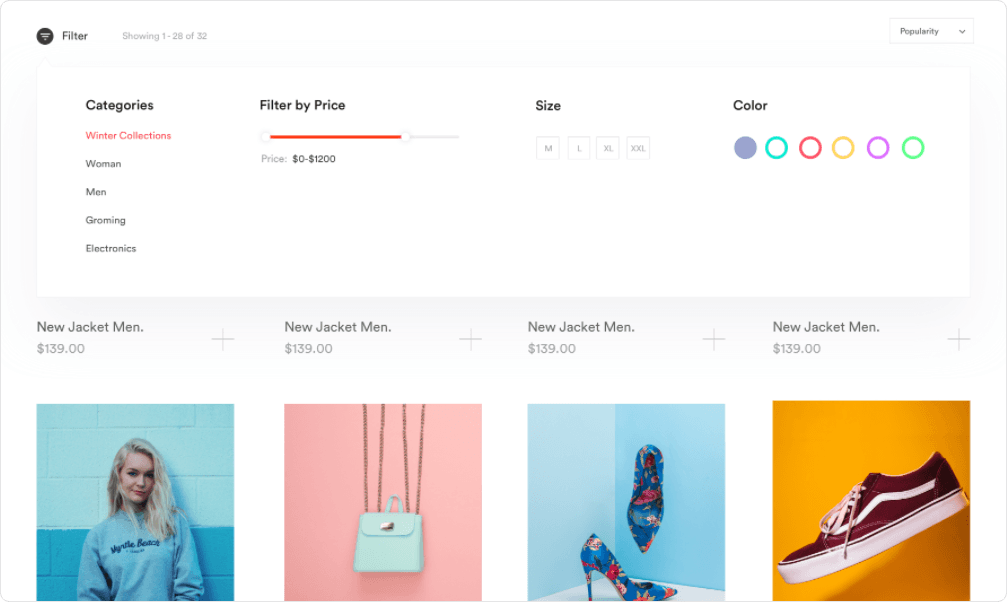 Filter
Showing 1 - 28 of 32
Popularity
Categories
Winter Collections
Woman
Men
Groming
Electronics
Filter by Price
Price: $0-$1200
Size
M L XL XXL
Color
New Jacket Men.
$139.00
New Jacket Men.
$139.00
New Jacket Men.
$139.00
New Jacket Men.
$139.00
Myrtle Beach